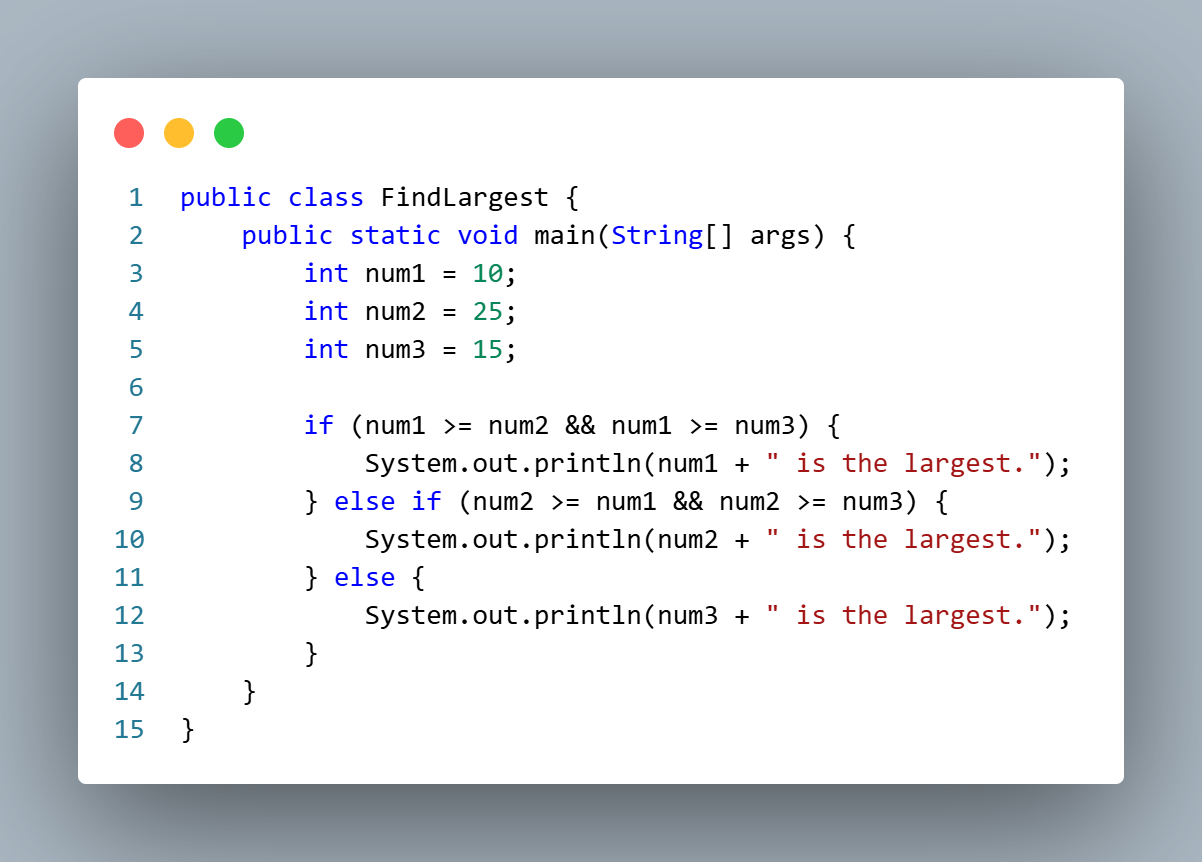 1 public class FindLargest {
2     public static void main(String[] args) {
3         int num1 = 10;
4         int num2 = 25;
5         int num3 = 15;
6
7         if (num1 >= num2 && num1 >= num3) {
8             System.out.println(num1 + " is the largest.");
9         } else if (num2 >= num1 && num2 >= num3) {
10             System.out.println(num2 + " is the largest.");
11         } else {
12             System.out.println(num3 + " is the largest.");
13         }
14     }
15 }